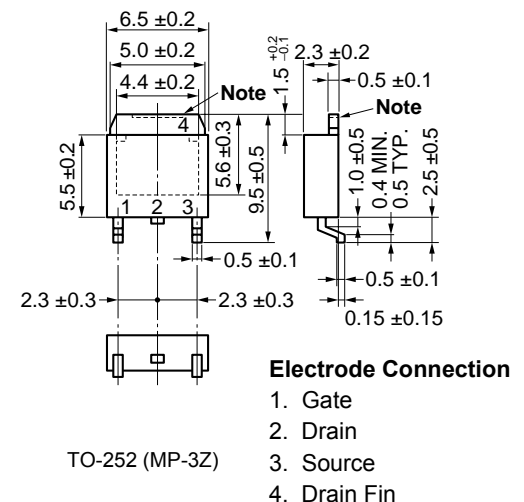 6.5 ±0.2
5.0 ±0.2
4.4 ±0.2
Note
4
1.5 +0.2 −0.1
5.5 ±0.2
5.6 ±0.3
9.5 ±0.5
1 2 3
0.5 ±0.1
2.3 ±0.3
2.3 ±0.3
2.3 ±0.2
0.5 ±0.1
Note
1.0 ±0.5
0.4 MIN.
0.5 TYP.
2.5 ±0.5
0.5 ±0.1
0.15 ±0.15
TO-252 (MP-3Z)
Electrode Connection
1. Gate
2. Drain
3. Source
4. Drain Fin